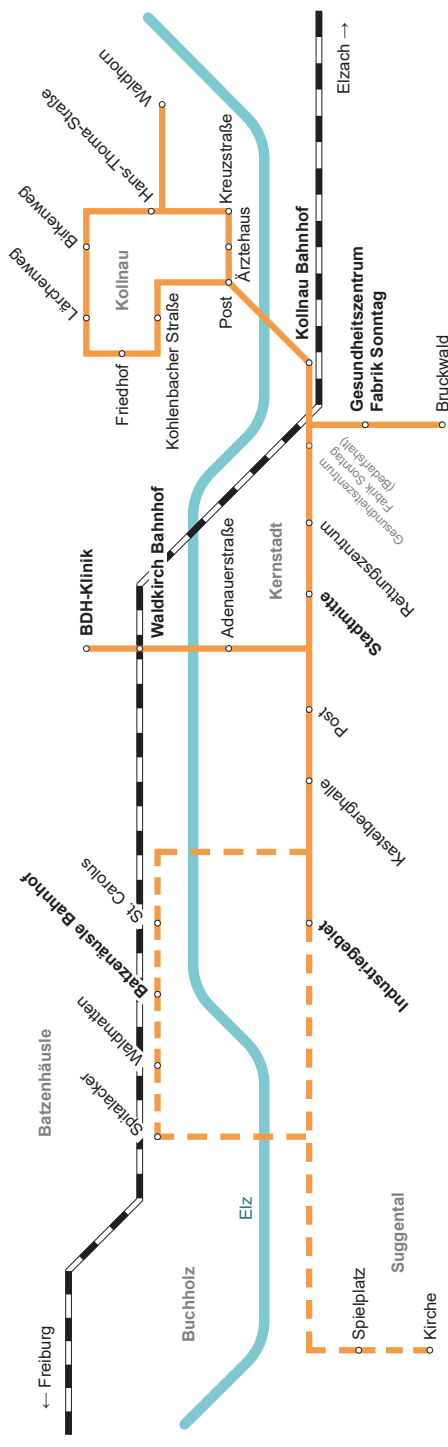 ← Freiburg
Batzenhäusle
Buchholz
Elz
Suggental
Spielplatz
Kirche
Spitaläcker
Waldmatten
Batzenäusle Bahnhof
St. Carolus
Industriegebiet
Kastelberghalle
Post
Stadtmitte
Rettungszentrum
Gesundheitszentrum
Fabrik Sonntag
(Bedarfshalt)
BDH-Klinik
Waldkirch Bahnhof
Adenauerstraße
Kernstadt
Kollnau Bahnhof
Gesundheitszentrum
Fabrik Sonntag
Bruckwald
Friedhof
Kohlenbacher Straße
Lärchenweg
Birkenweg
Kollnau
Post
Ärztehaus
Kreuzstraße
Hans-Thoma-Straße
Waldhorn
Elzach →